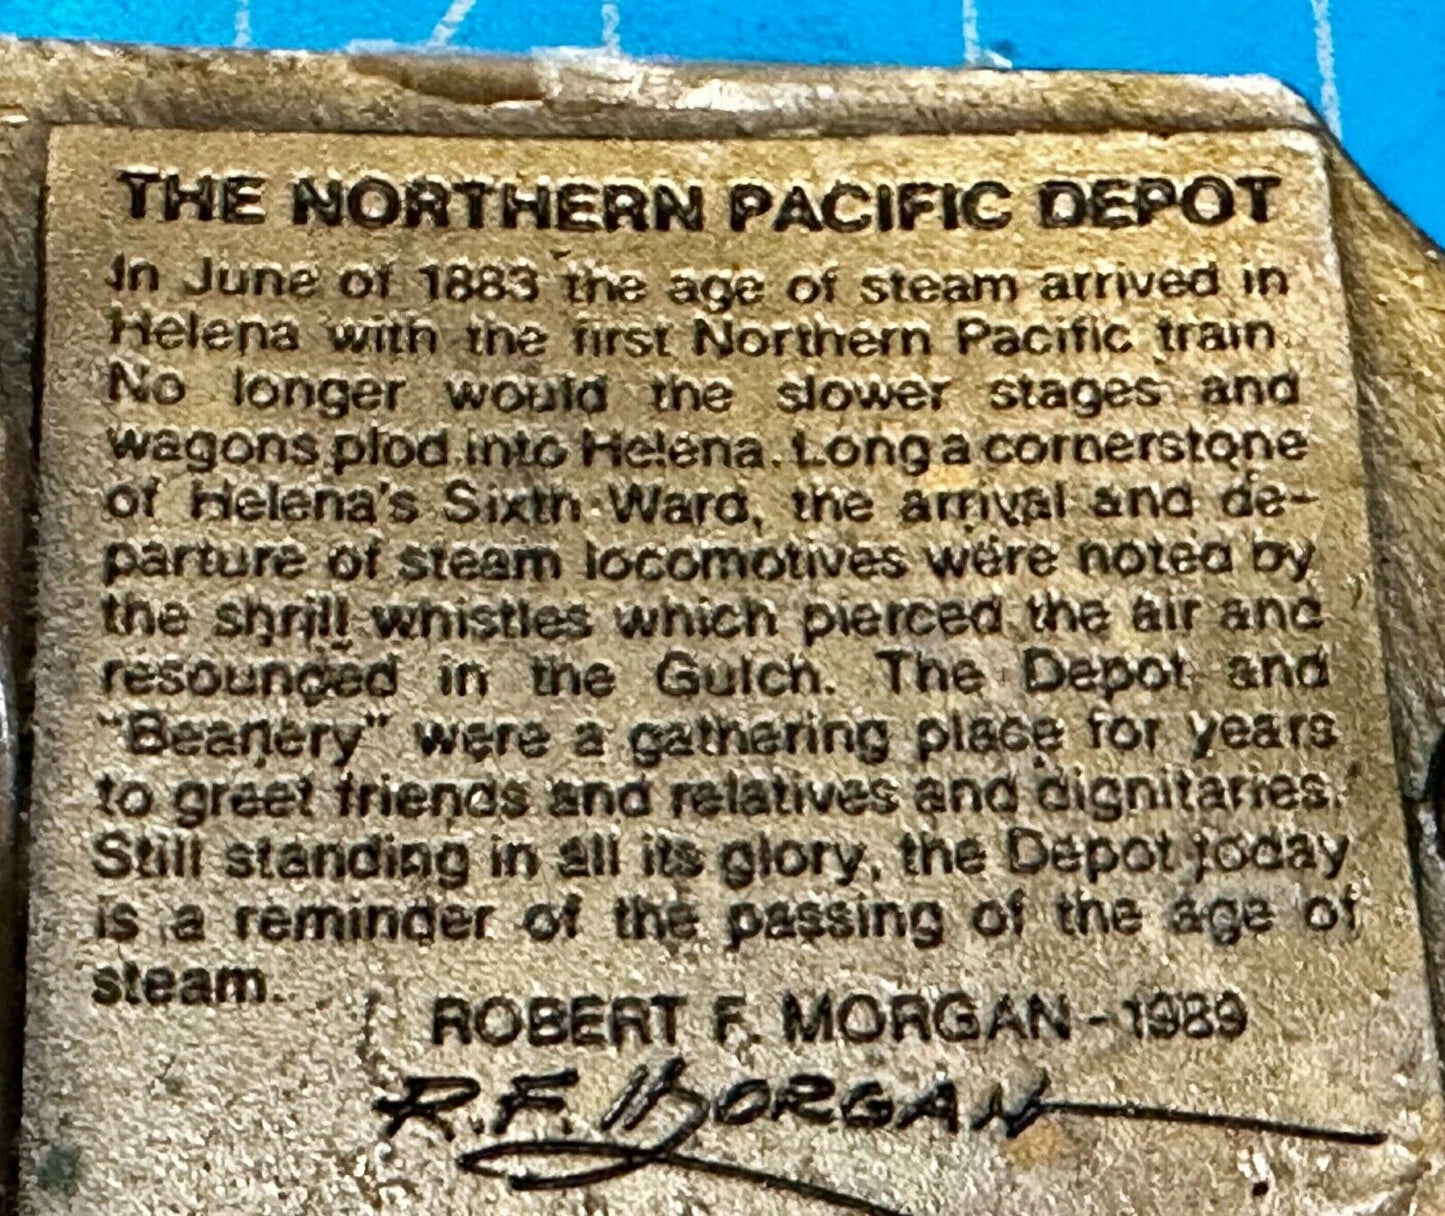 THE NORTHERN PACIFIC DEPOT
In June of 1883 the age of steam arrived in
Helena with the first Northern Pacific train.
No longer would the slower stages and
wagons plod into Helena. Long a cornerstone
of Helena's Sixth Ward, the arrival and de-
parture of steam locomotives were noted by
the shrill whistles which pierced the air and
resounded in the Gulch. The Depot and
"Beanery" were a gathering place for years
to greet friends and relatives and dignitaries.
Still standing in all its glory, the Depot today
is a reminder of the passing of the age of
steam.
ROBERT F. MORGAN - 1989
R.F. MORGAN